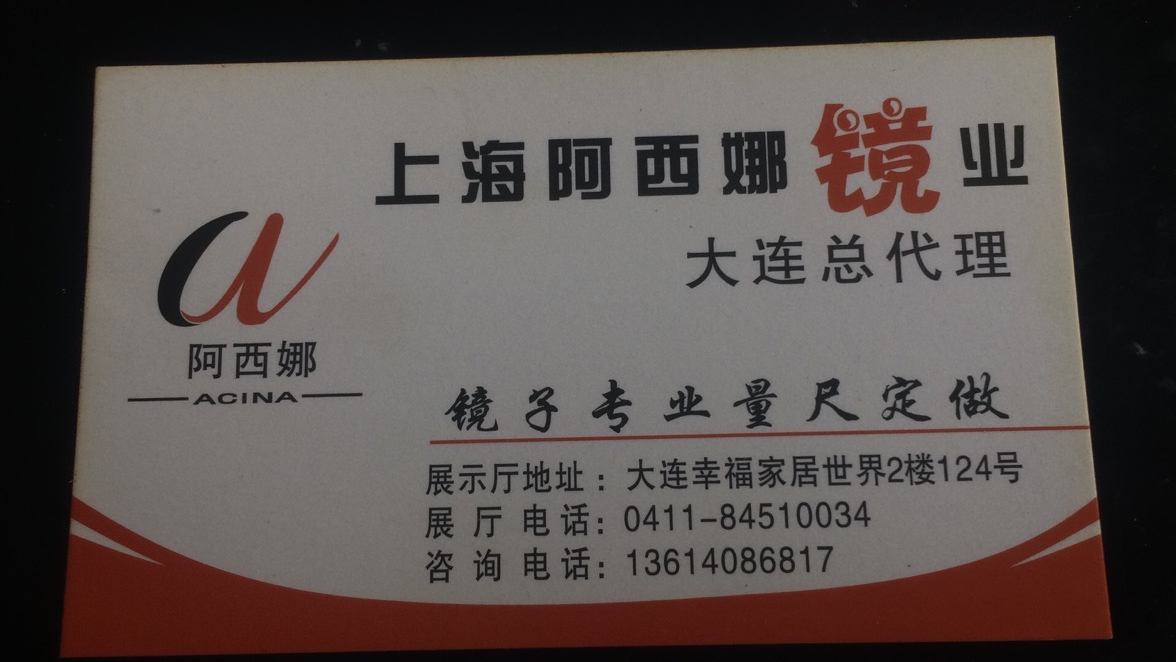 上海阿西娜镜业
大连总代理
阿西娜
ACINA
镜子专业量尺定做
展示厅地址：大连幸福家居世界2楼124号
展厅电话：0411-84510034
咨询电话：13614086817